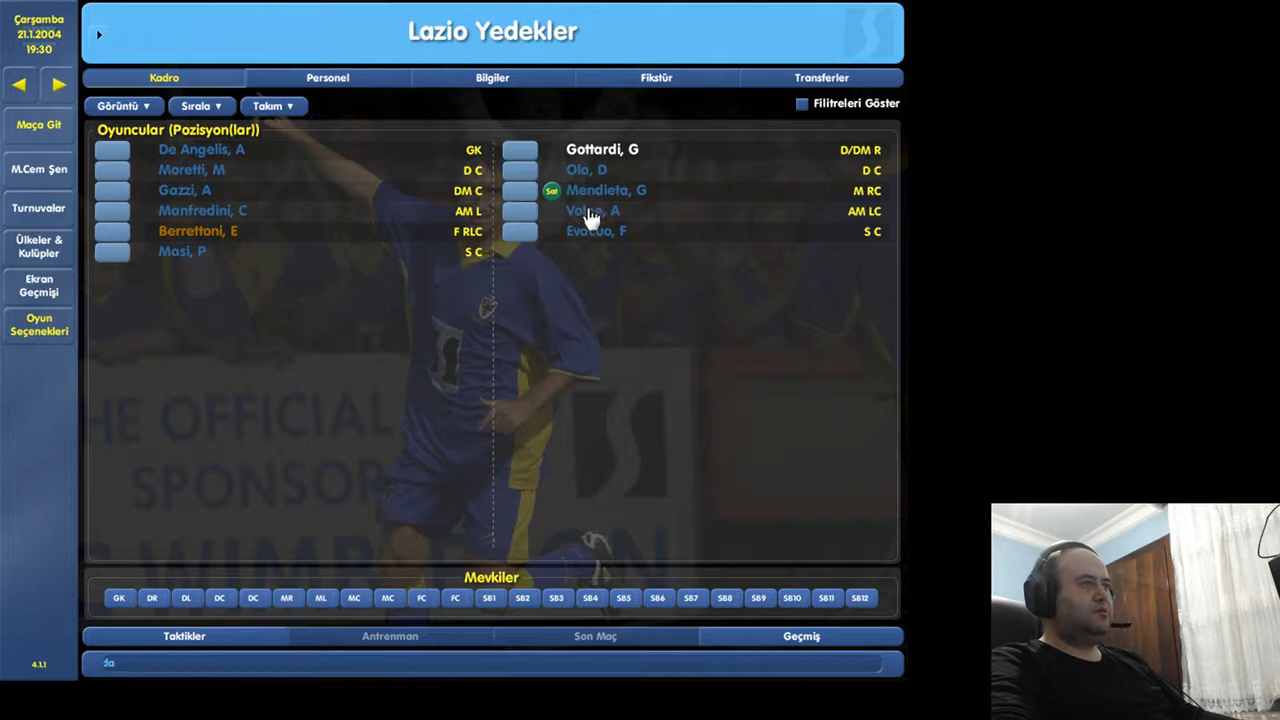 Çarşamba
21.1.2004
19:30
Lazio Yedekler
Kadro
Personel
Bilgiler
Fikstür
Transferler
Görüntü ▼
Sırala ▼
Takım ▼
Filitreleri Göster
Maça Git
M.Cem Şen
Turnuvalar
Ülkeler &
Kulüpler
Ekran
Geçmişi
Oyun
Seçenekleri
4.1.1
Oyuncular (Pozisyon(lar))
De Angelis, A GK
Gottardi, G D/DM R
Moretti, M D C
Ola, D D C
Gazzi, A DM C
Sat Mendieta, G M RC
Manfredini, C AM L
AM LC
Berrettoni, E F RLC
Evacuo, F S C
Masi, P S C
THE OFFICIAL
SPONSOR
Mevkiler
GK DR DL DC DC MR ML MC MC FC FC SB1 SB2 SB3 SB4 SB5 SB6 SB7 SB8 SB9 SB10 SB11 SB12
Taktikler
Antrenman
Son Maç
Geçmiş
da